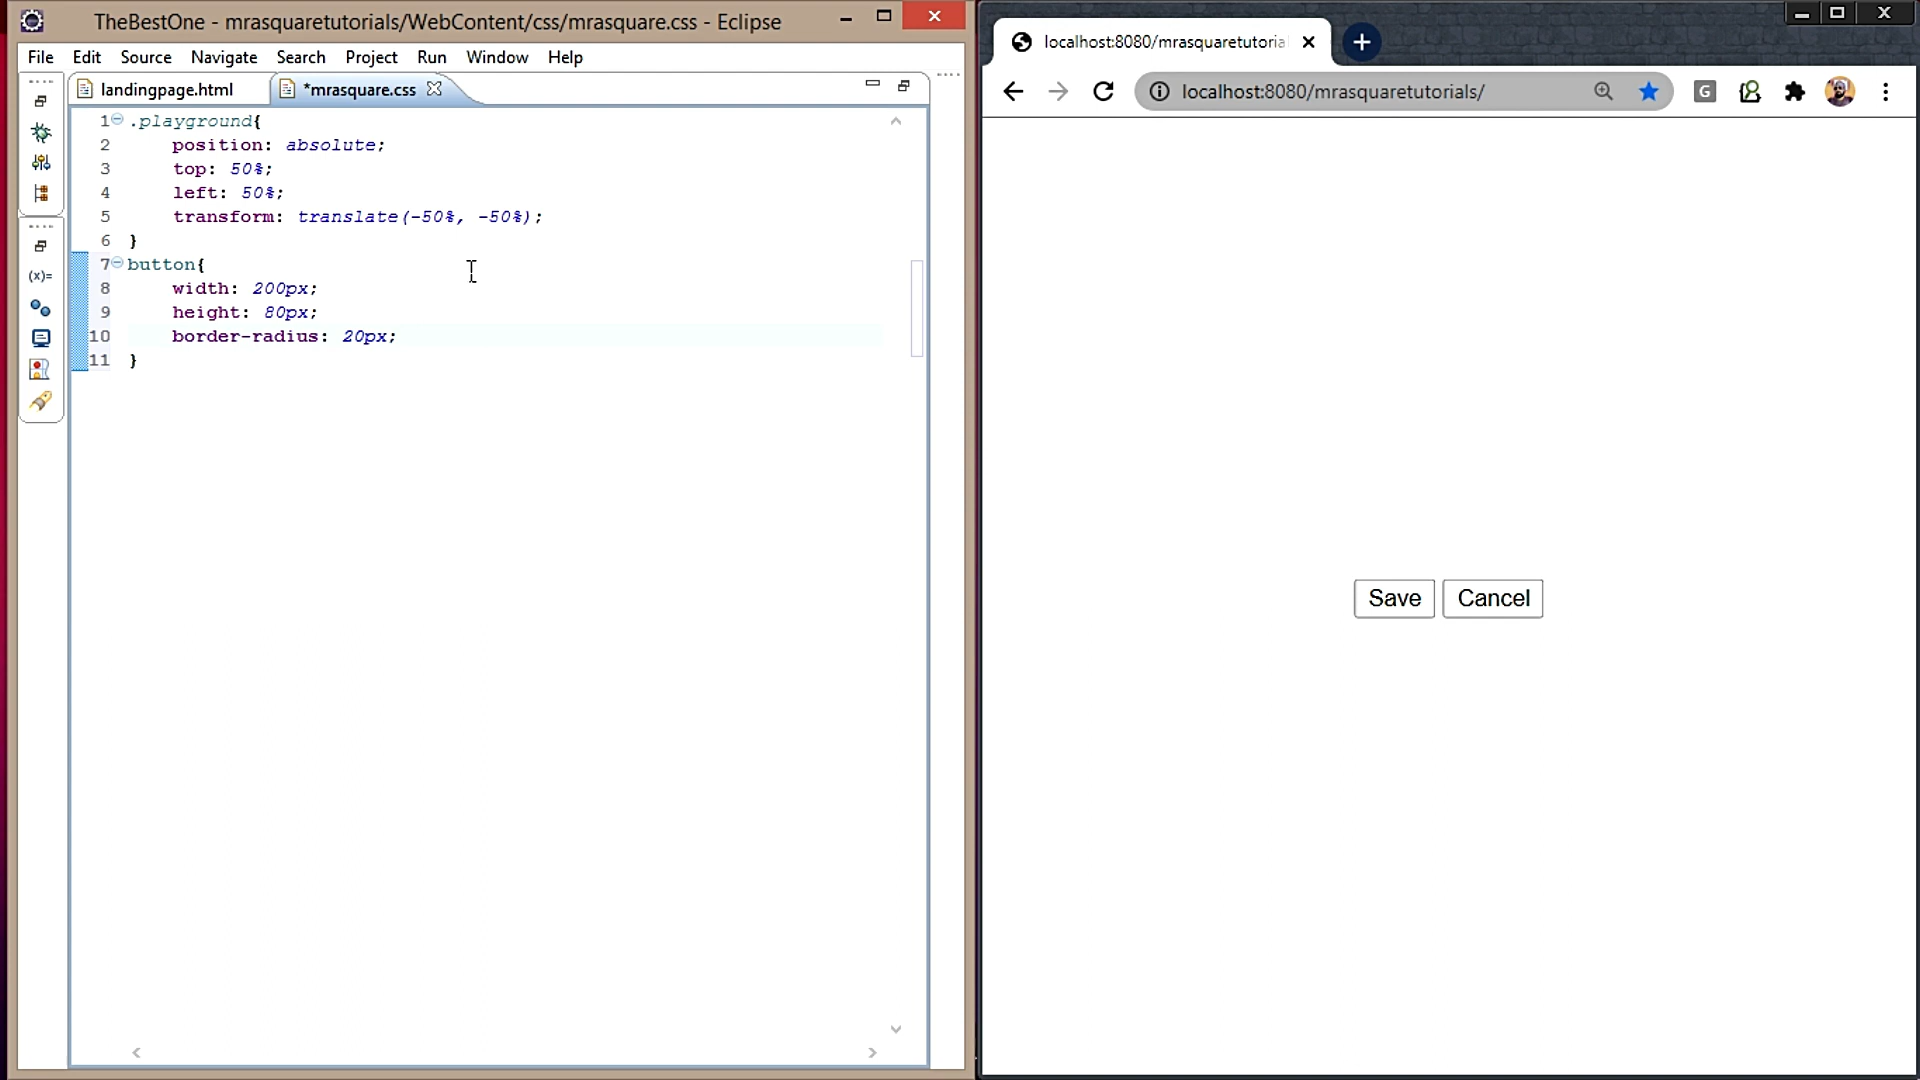 TheBestOne - mrasquaretutorials/WebContent/css/mrasquare.css - Eclipse
File Edit Source Navigate Search Project Run Window Help
landingpage.html *mrasquare.css
1 .playground{
2 position: absolute;
3 top: 50%;
4 left: 50%;
5 transform: translate(-50%, -50%);
6 }
7 button{
8 width: 200px;
9 height: 80px;
10 border-radius: 20px;
11 }
(x)=
localhost:8080/mrasquaretutoria
localhost:8080/mrasquaretutorials/
G
Save Cancel